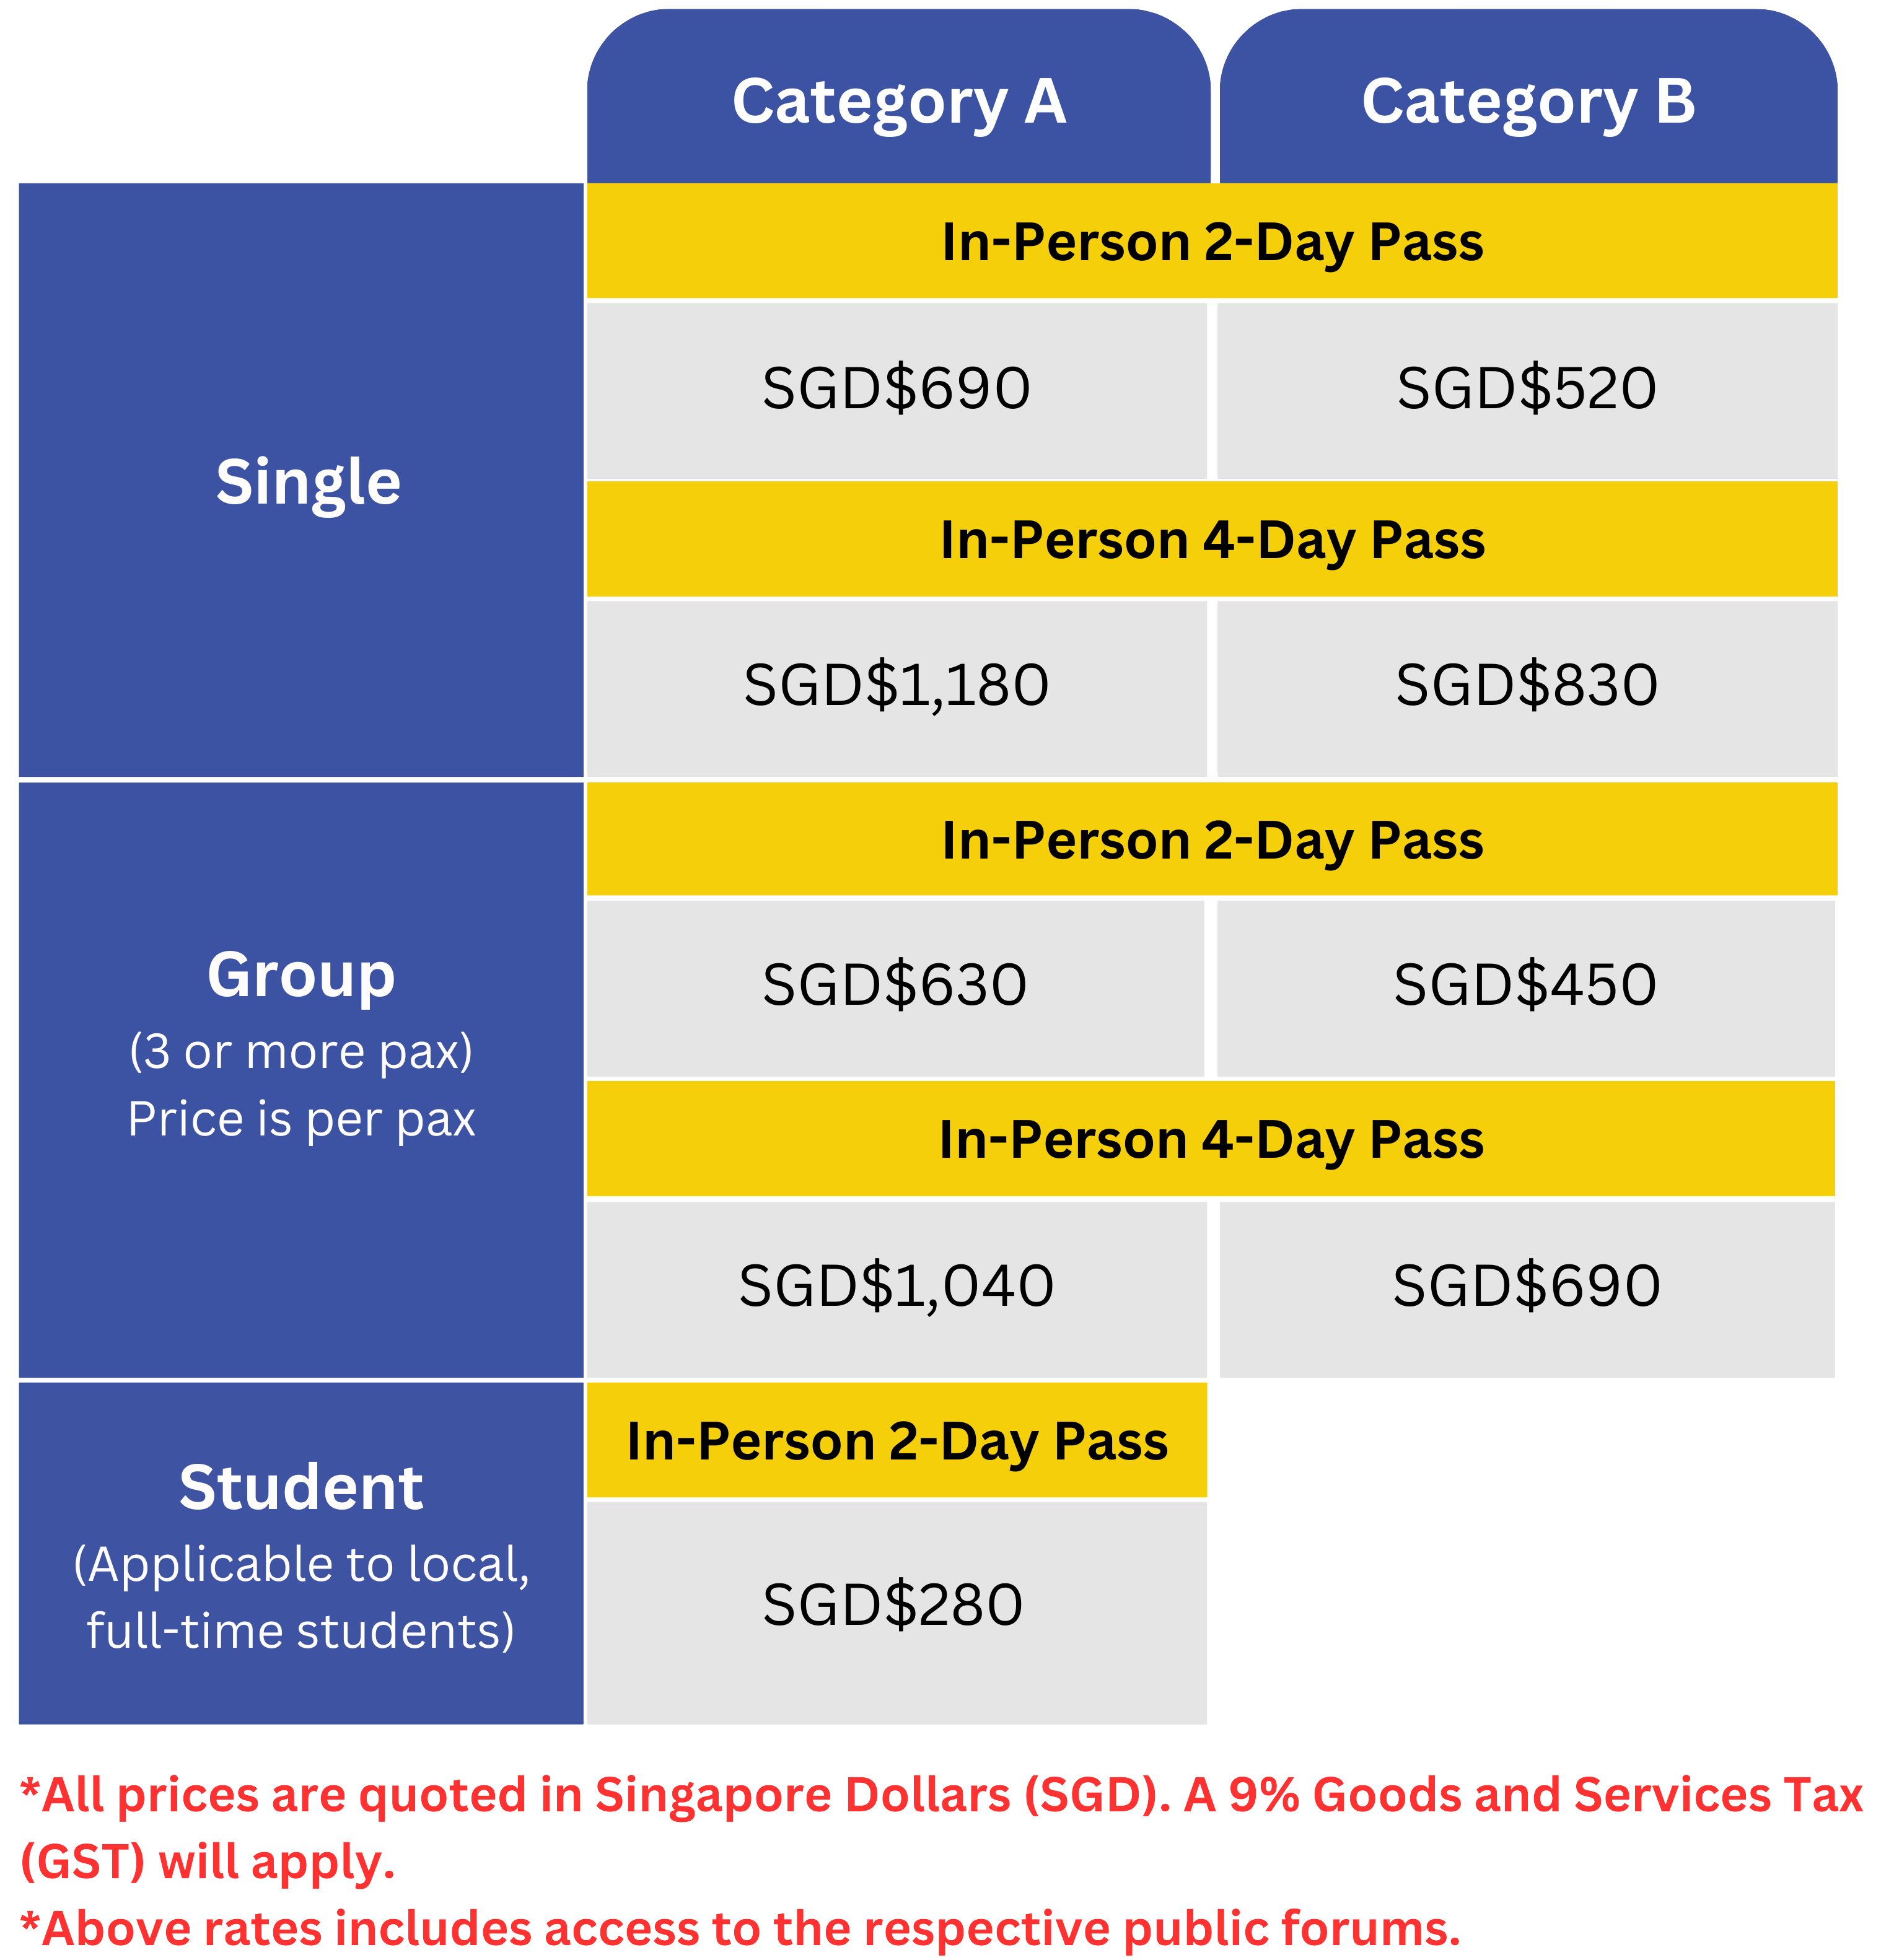 Category A
Category B
Single
In-Person 2-Day Pass
SGD$690
SGD$520
In-Person 4-Day Pass
SGD$1,180
SGD$830
Group
(3 or more pax)
Price is per pax
In-Person 2-Day Pass
SGD$630
SGD$450
In-Person 4-Day Pass
SGD$1,040
SGD$690
Student
(Applicable to local,
full-time students)
In-Person 2-Day Pass
SGD$280
*All prices are quoted in Singapore Dollars (SGD). A 9% Goods and Services Tax
(GST) will apply.
*Above rates includes access to the respective public forums.